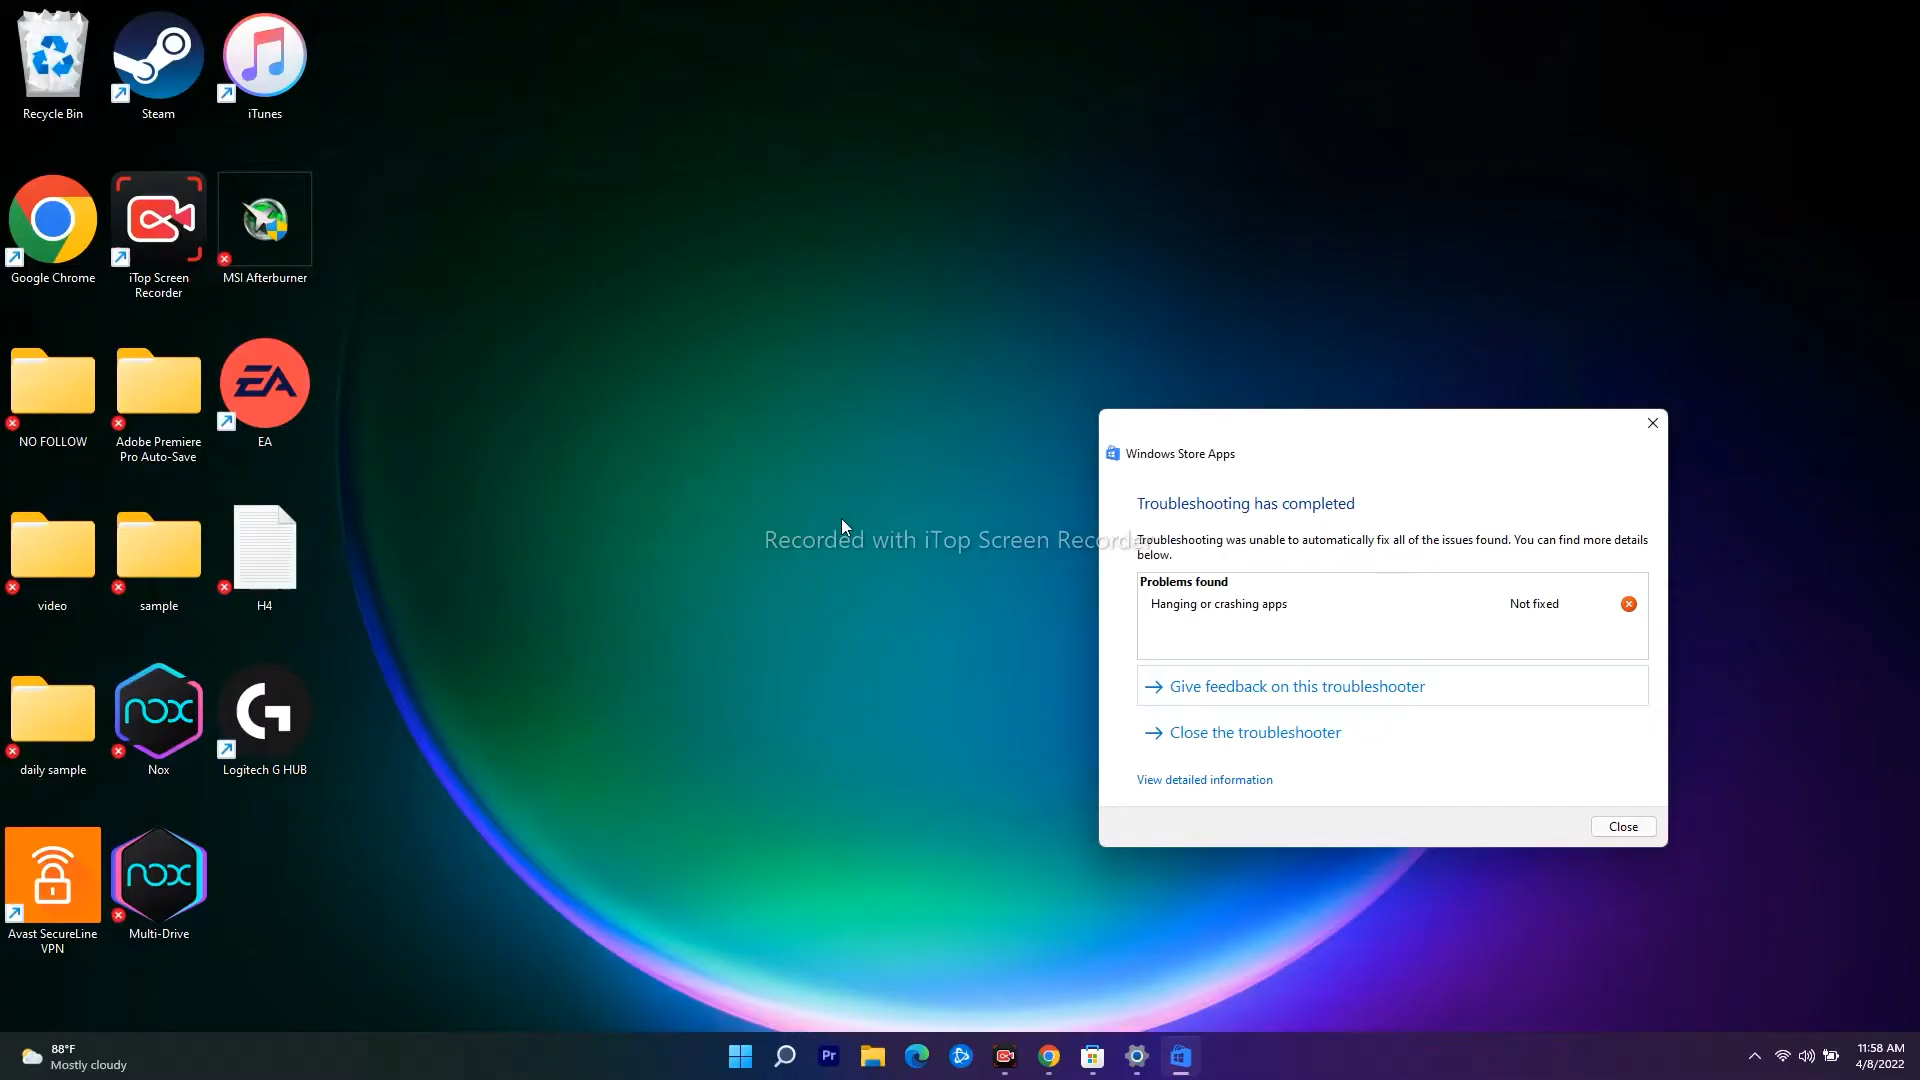 Recycle Bin
Steam
iTunes
Google Chrome
iTop Screen
Recorder
MSI Afterburner
NO FOLLOW
Adobe Premiere
Pro Auto-Save
EA
EA
video
sample
H4
daily sample
nox
Nox
G
Logitech G HUB
Avast SecureLine
VPN
nox
Multi-Drive
Recorded with iTop Screen Recorder
Windows Store Apps
Troubleshooting has completed
Troubleshooting was unable to automatically fix all of the issues found. You can find more details
below.
Problems found
Hanging or crashing apps Not fixed
Give feedback on this troubleshooter
Close the troubleshooter
View detailed information
Close
88°F
Mostly cloudy
Pr
11:58 AM
4/8/2022